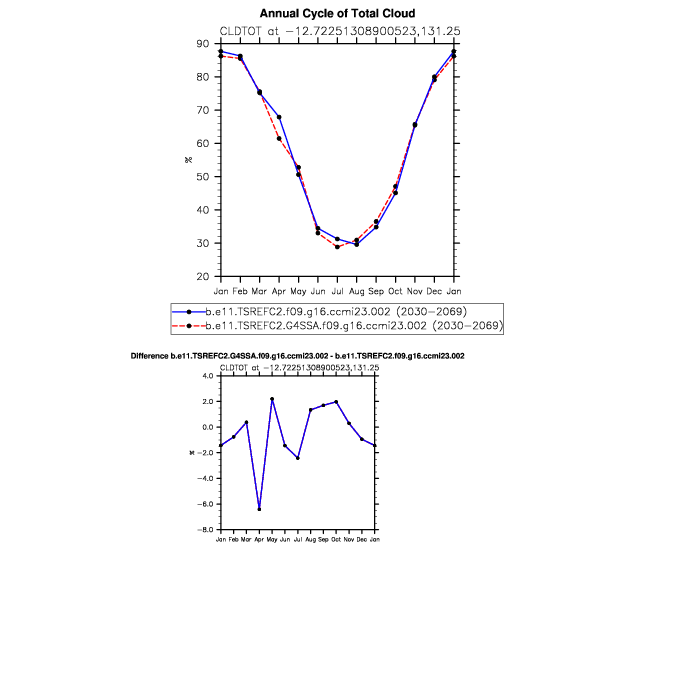 Annual Cycle of Total Cloud
CLDTOT at −12.72251308900523,131.25
90
80
70
60
50
40
30
20
%
Jan Feb Mar Apr May Jun Jul Aug Sep Oct Nov Dec Jan
b.e11.TSREFC2.f09.g16.ccmi23.002 (2030−2069)
b.e11.TSREFC2.G4SSA.f09.g16.ccmi23.002 (2030−2069)
Difference b.e11.TSREFC2.G4SSA.f09.g16.ccmi23.002 - b.e11.TSREFC2.f09.g16.ccmi23.002
CLDTOT at −12.72251308900523,131.25
4.0
2.0
0.0
−2.0
−4.0
−6.0
−8.0
%
Jan Feb Mar Apr May Jun Jul Aug Sep Oct Nov Dec Jan